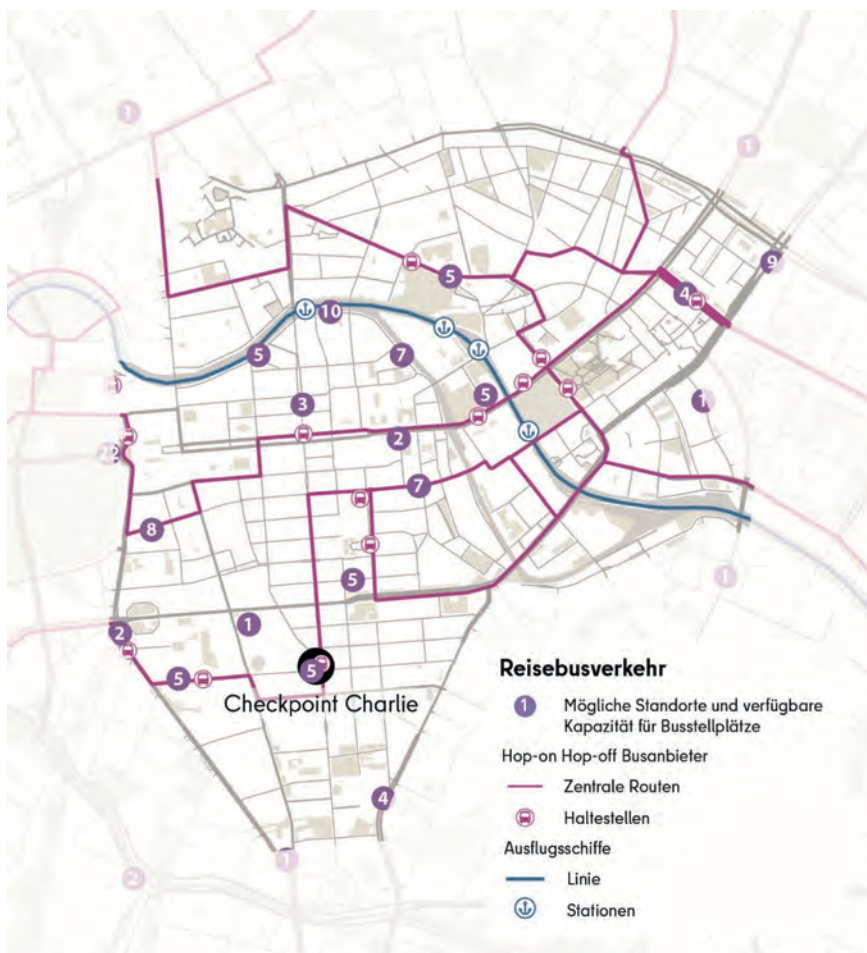 1
1
9
5
4
10
5
7
5
3
1
2
22
7
8
5
1
1
2
5
5
Checkpoint Charlie
4
1
2
Reisebusverkehr
1 Mögliche Standorte und verfügbare
Kapazität für Busstellplätze
Hop-on Hop-off Busanbieter
Zentrale Routen
Haltestellen
Ausflugsschiffe
Linie
Stationen